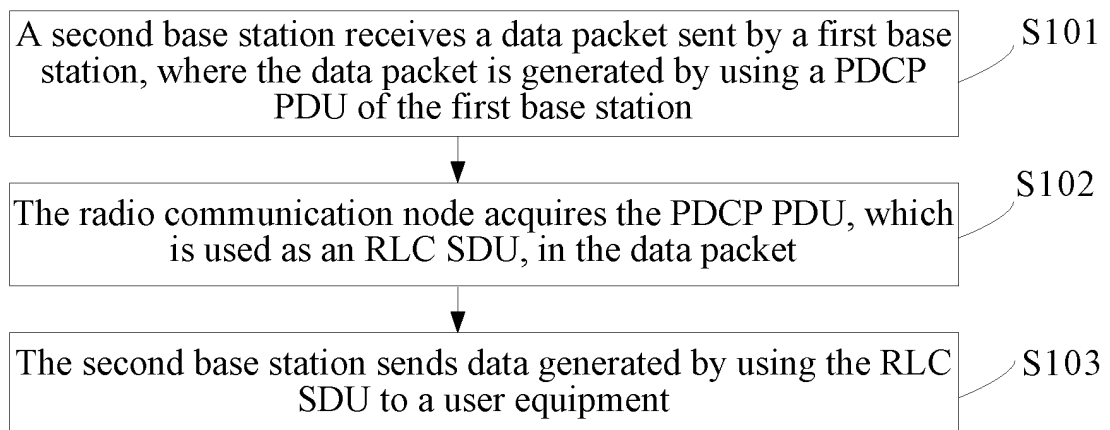 A second base station receives a data packet sent by a first base
station, where the data packet is generated by using a PDCP
PDU of the first base station
S101
The radio communication node acquires the PDCP PDU, which
is used as an RLC SDU, in the data packet
S102
The second base station sends data generated by using the RLC
SDU to a user equipment
S103